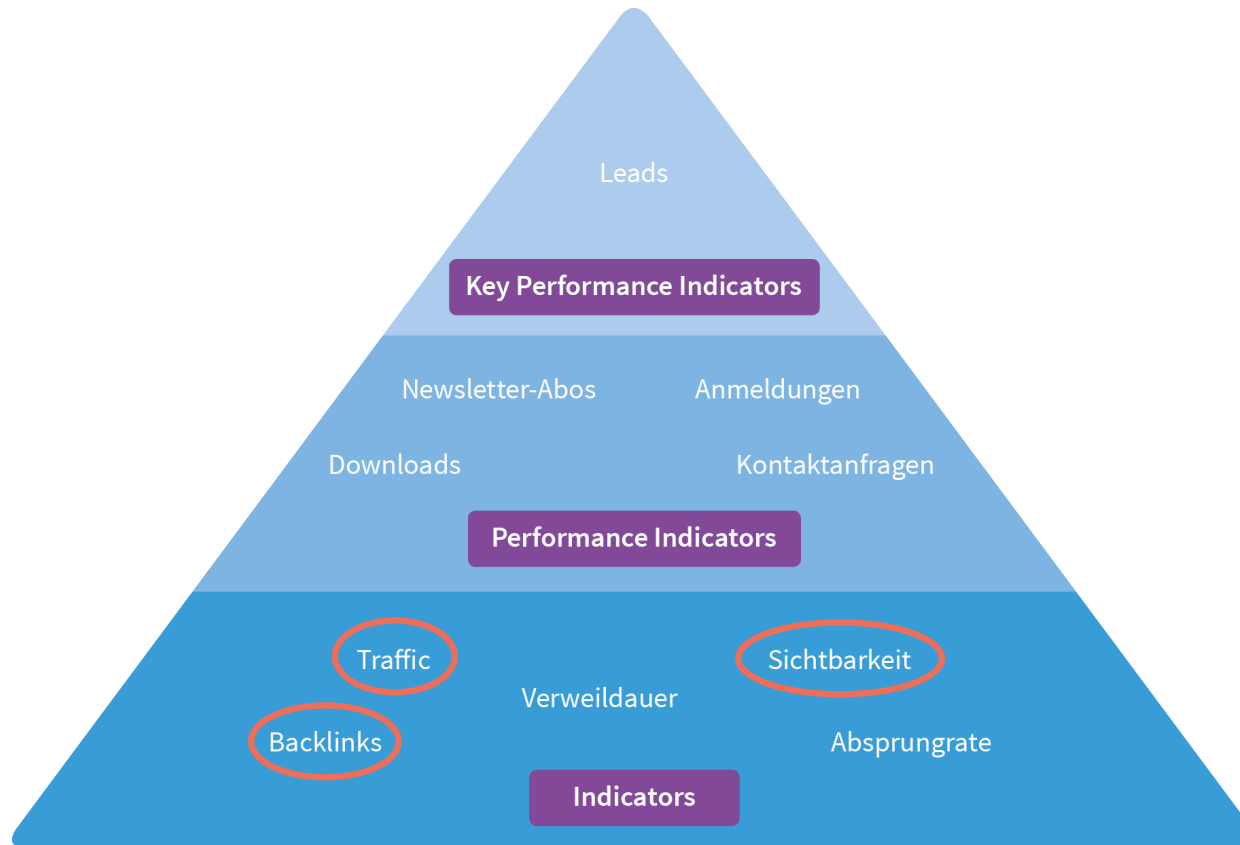 Leads
Key Performance Indicators
Newsletter-Abos
Anmeldungen
Downloads
Kontaktanfragen
Performance Indicators
Traffic
Sichtbarkeit
Verweildauer
Backlinks
Absprungrate
Indicators